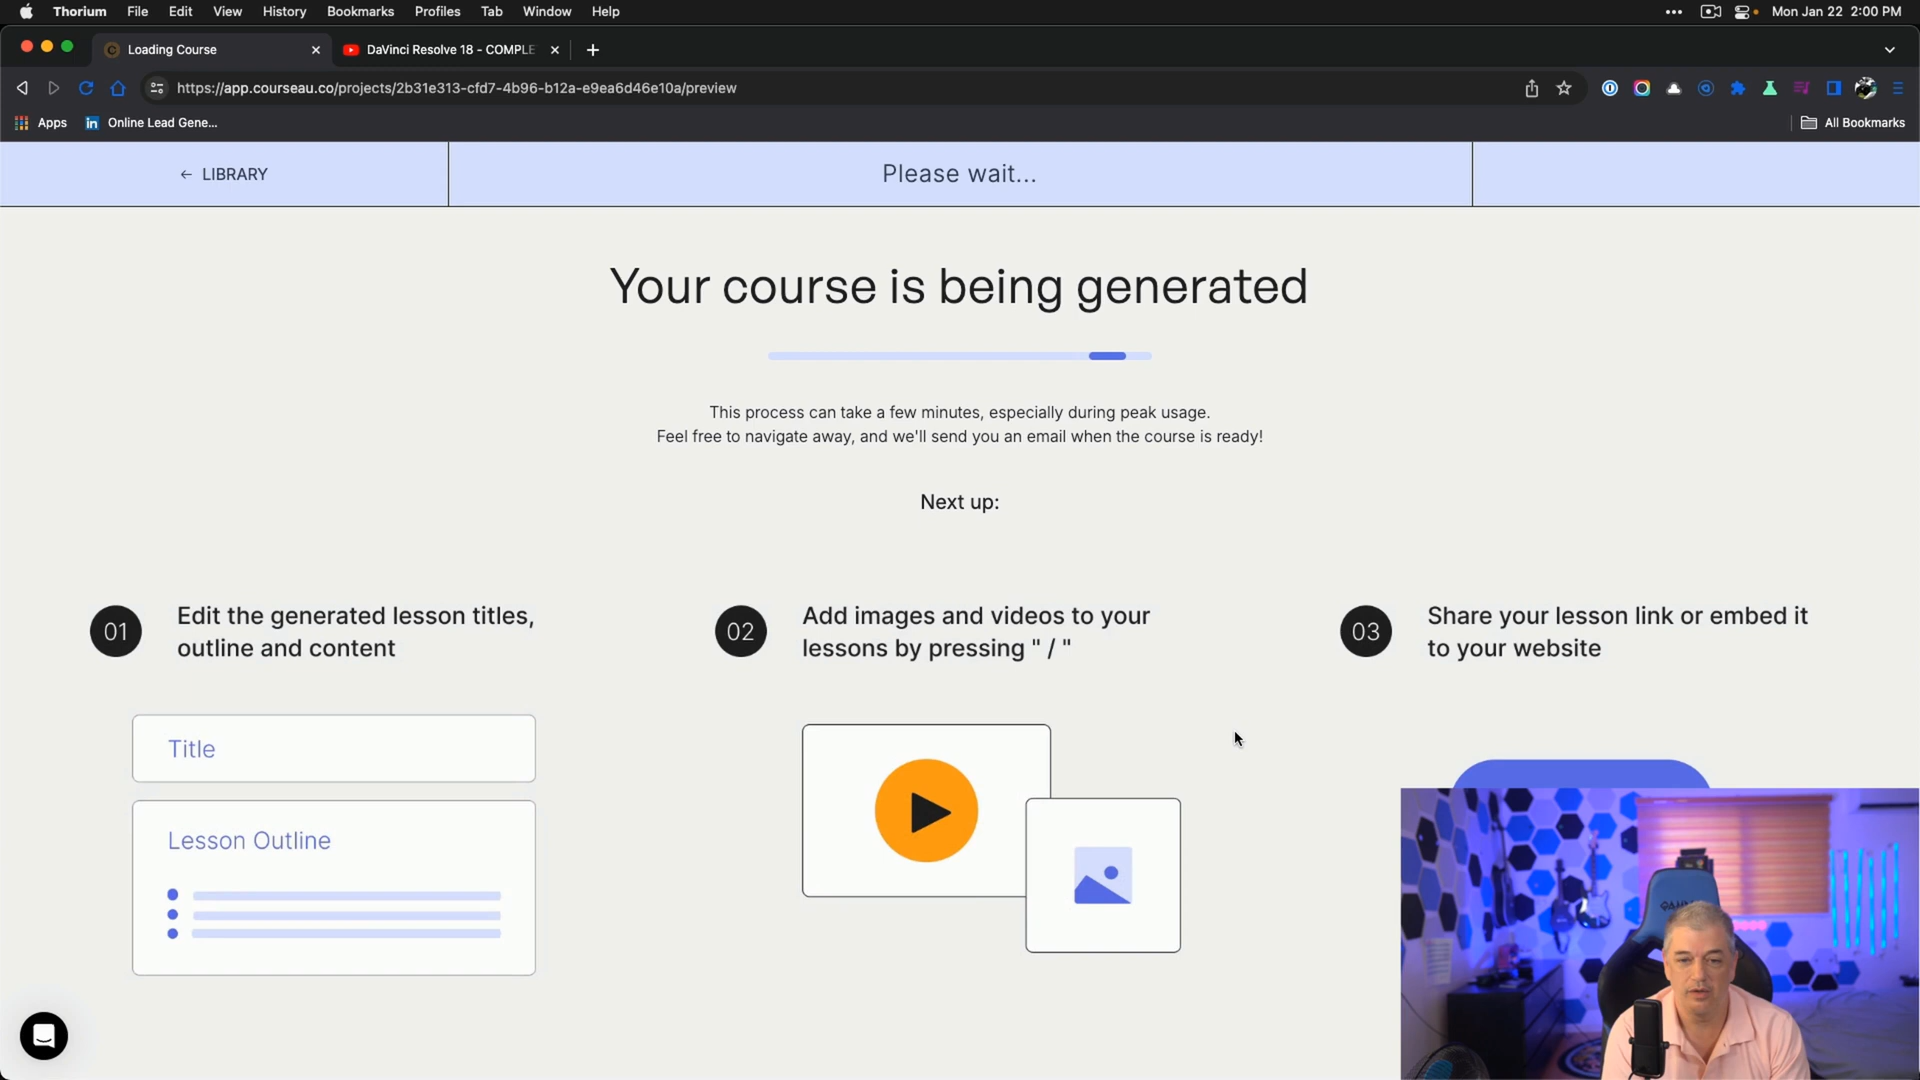 Thorium File Edit View History Bookmarks Profiles Tab Window Help
Mon Jan 22 2:00 PM
Loading Course
DaVinci Resolve 18 - COMPLE
https://app.courseau.co/projects/2b31e313-cfd7-4b96-b12a-e9ea6d46e10a/preview
Apps
Online Lead Gene...
All Bookmarks
← LIBRARY
Please wait...
Your course is being generated
This process can take a few minutes, especially during peak usage.
Feel free to navigate away, and we'll send you an email when the course is ready!
Next up:
01
Edit the generated lesson titles,
outline and content
02
Add images and videos to your
lessons by pressing " / "
03
Share your lesson link or embed it
to your website
Title
Lesson Outline